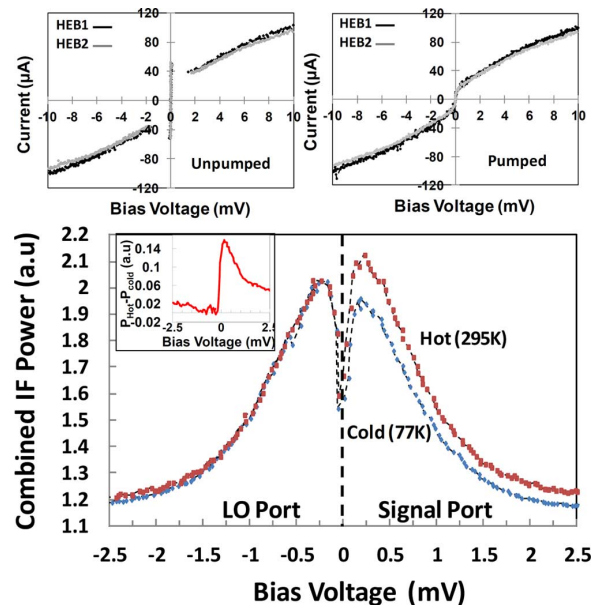 120
HEB1
HEB2
80
40
0
-10 -8 -6 -4 -2 0 2 4 6 8 10
-40
-80
-120
Unpumped
Current (µA)
Bias Voltage (mV)
120
HEB1
HEB2
80
40
0
-10 -8 -6 -4 -2 0 2 4 6 8 10
-40
-80
-120
Pumped
Current (µA)
Bias Voltage (mV)
2.2
2.1
2
1.9
1.8
1.7
1.6
1.5
1.4
1.3
1.2
1.1
Combined IF Power (a.u)
P Hot-P cold (a.u)
0.14
0.10
0.06
0.02
-0.02
-2.5 0 2.5
Bias Voltage (mV)
Hot (295K)
Cold (77K)
LO Port
Signal Port
-2.5 -2 -1.5 -1 -0.5 0 0.5 1 1.5 2 2.5
Bias Voltage (mV)